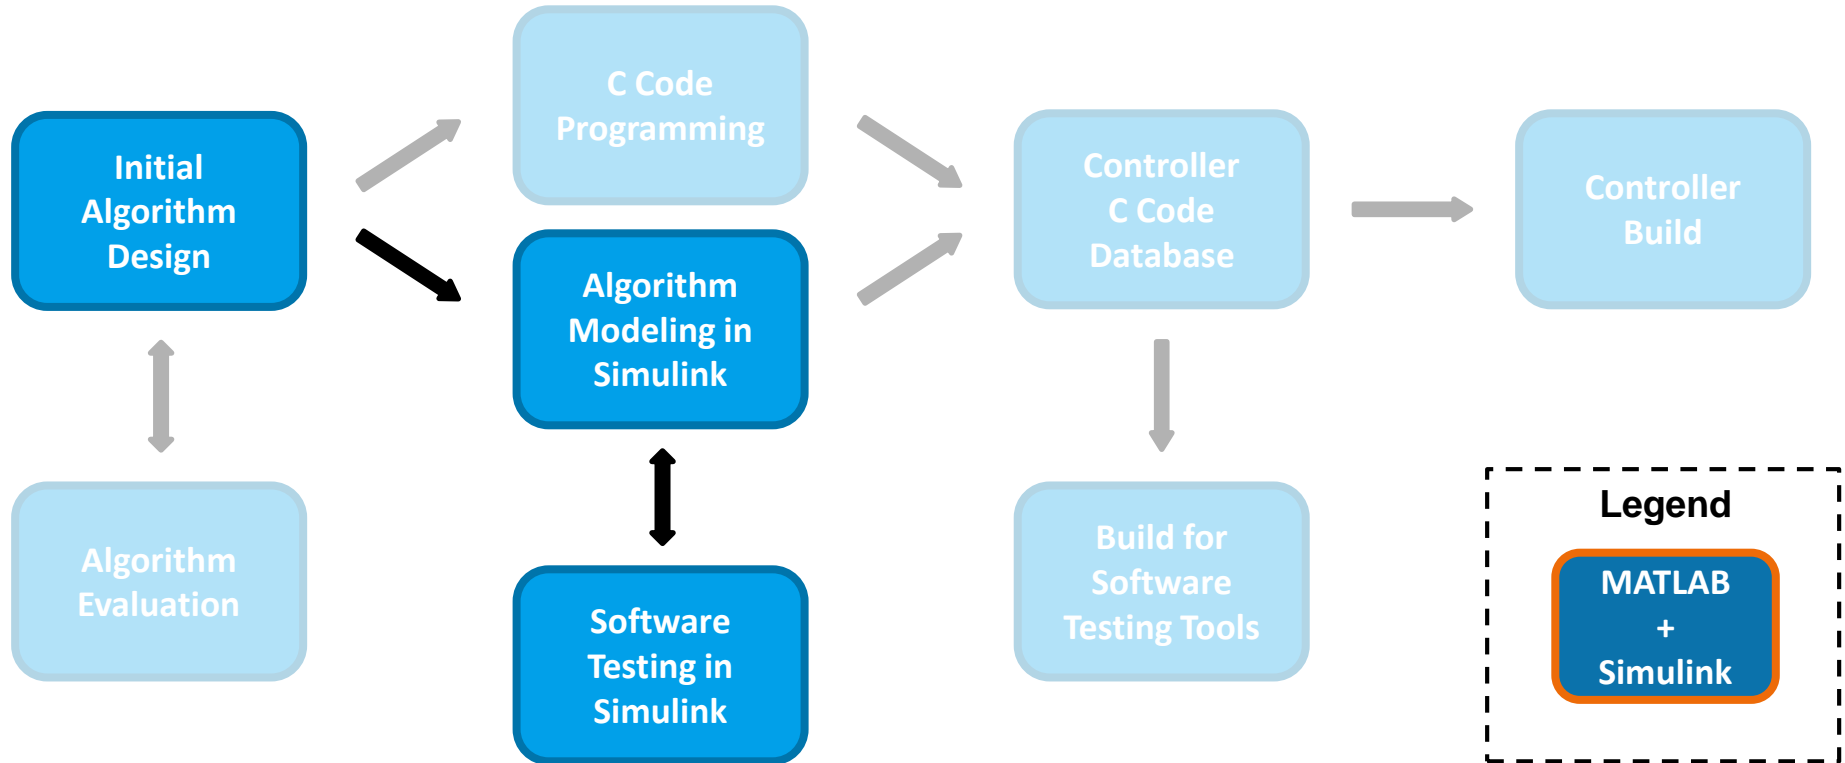 C Code
Programming
Initial
Algorithm
Design
Controller
C Code
Database
Controller
Build
Algorithm
Modeling in
Simulink
Algorithm
Evaluation
Software
Testing in
Simulink
Build for
Software
Testing Tools
Legend
MATLAB
+
Simulink